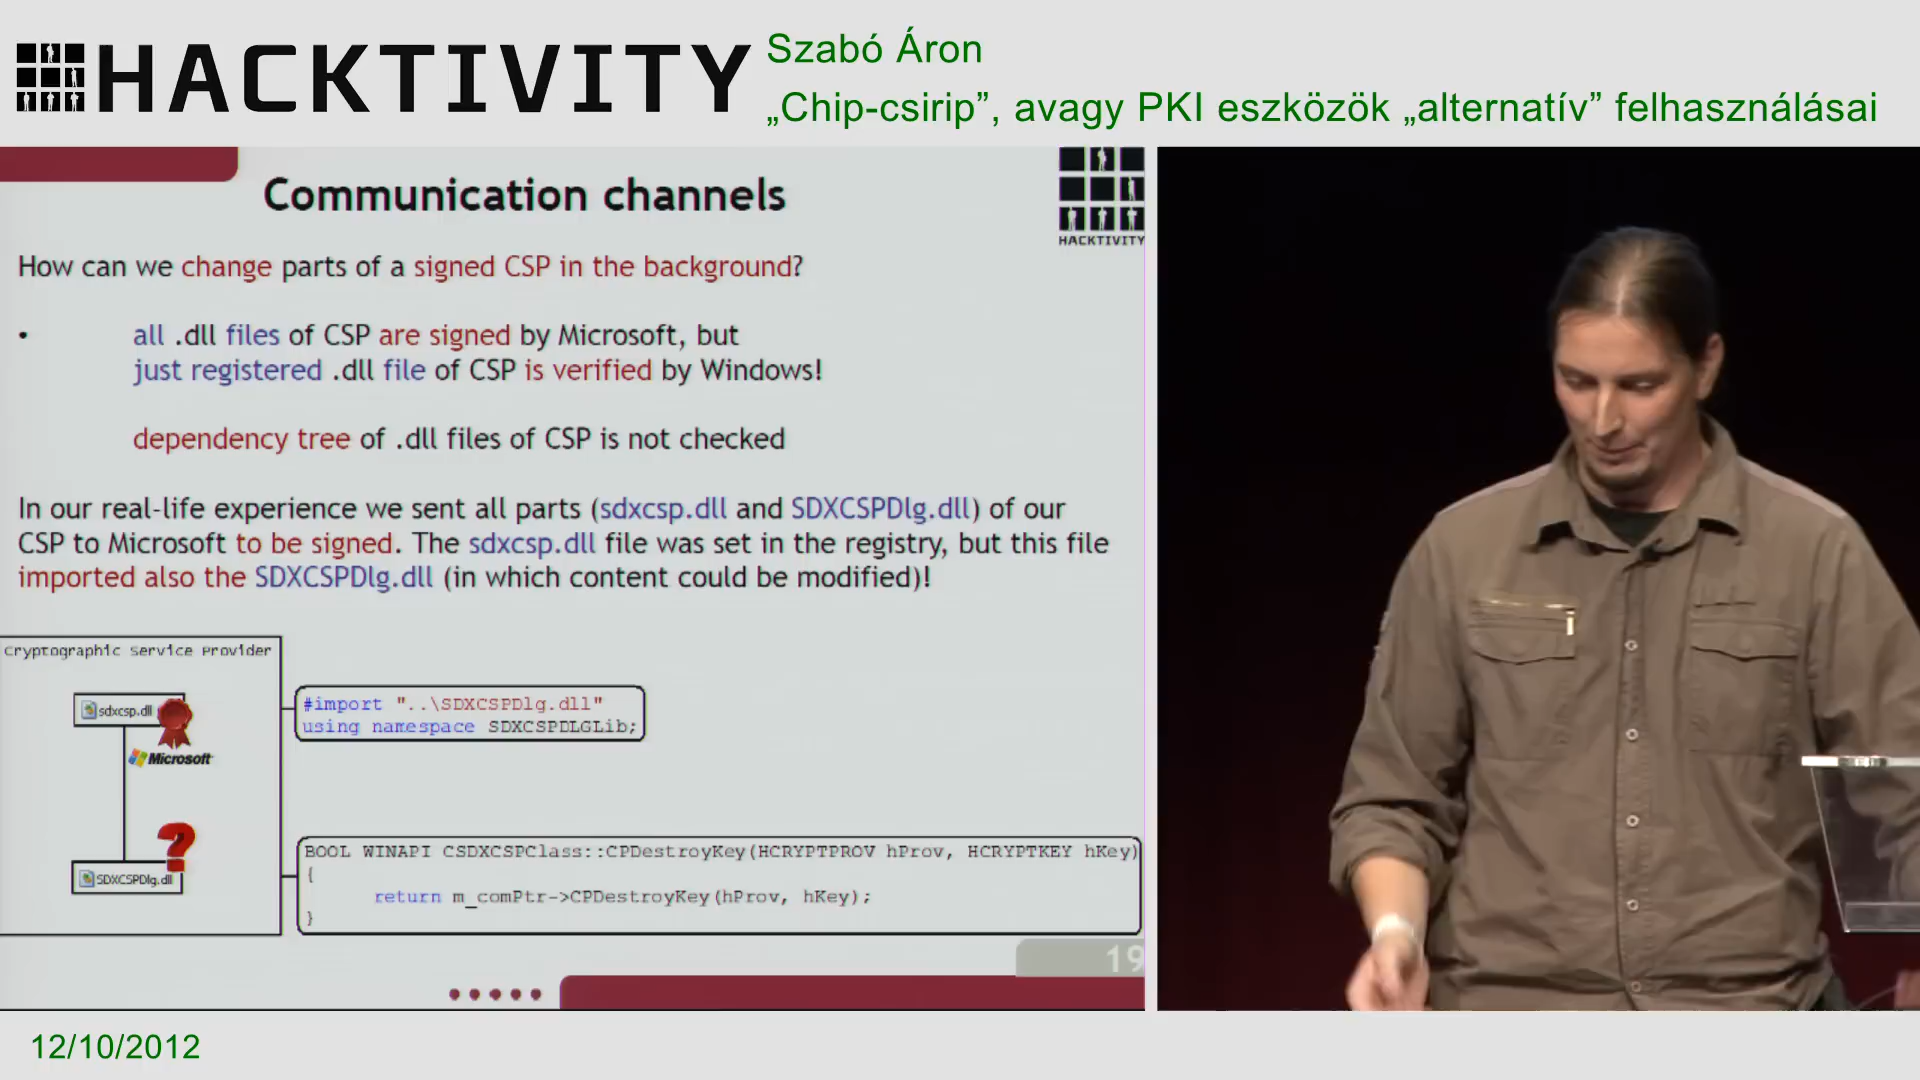 HACKTIVITY
Szabó Áron
„Chip-csirip”, avagy PKI eszközök „alternatív” felhasználásai
Communication channels
HACKTIVITY
How can we change parts of a signed CSP in the background?
• all .dll files of CSP are signed by Microsoft, but
just registered .dll file of CSP is verified by Windows!
dependency tree of .dll files of CSP is not checked
In our real-life experience we sent all parts (sdxcsp.dll and SDXCSPDlg.dll) of our
CSP to Microsoft to be signed. The sdxcsp.dll file was set in the registry, but this file
imported also the SDXCSPDlg.dll (in which content could be modified)!
Cryptographic Service Provider
sdxcsp.dll
Microsoft
?
SDXCSPDlg.dll
#import "..\SDXCSPDlg.dll"
using namespace SDXCSPDLGLib;
BOOL WINAPI CSDXCSPClass::CPDestroyKey(HCRYPTPROV hProv, HCRYPTKEY hKey)
{
return m_comPtr->CPDestroyKey(hProv, hKey);
}
19
12/10/2012